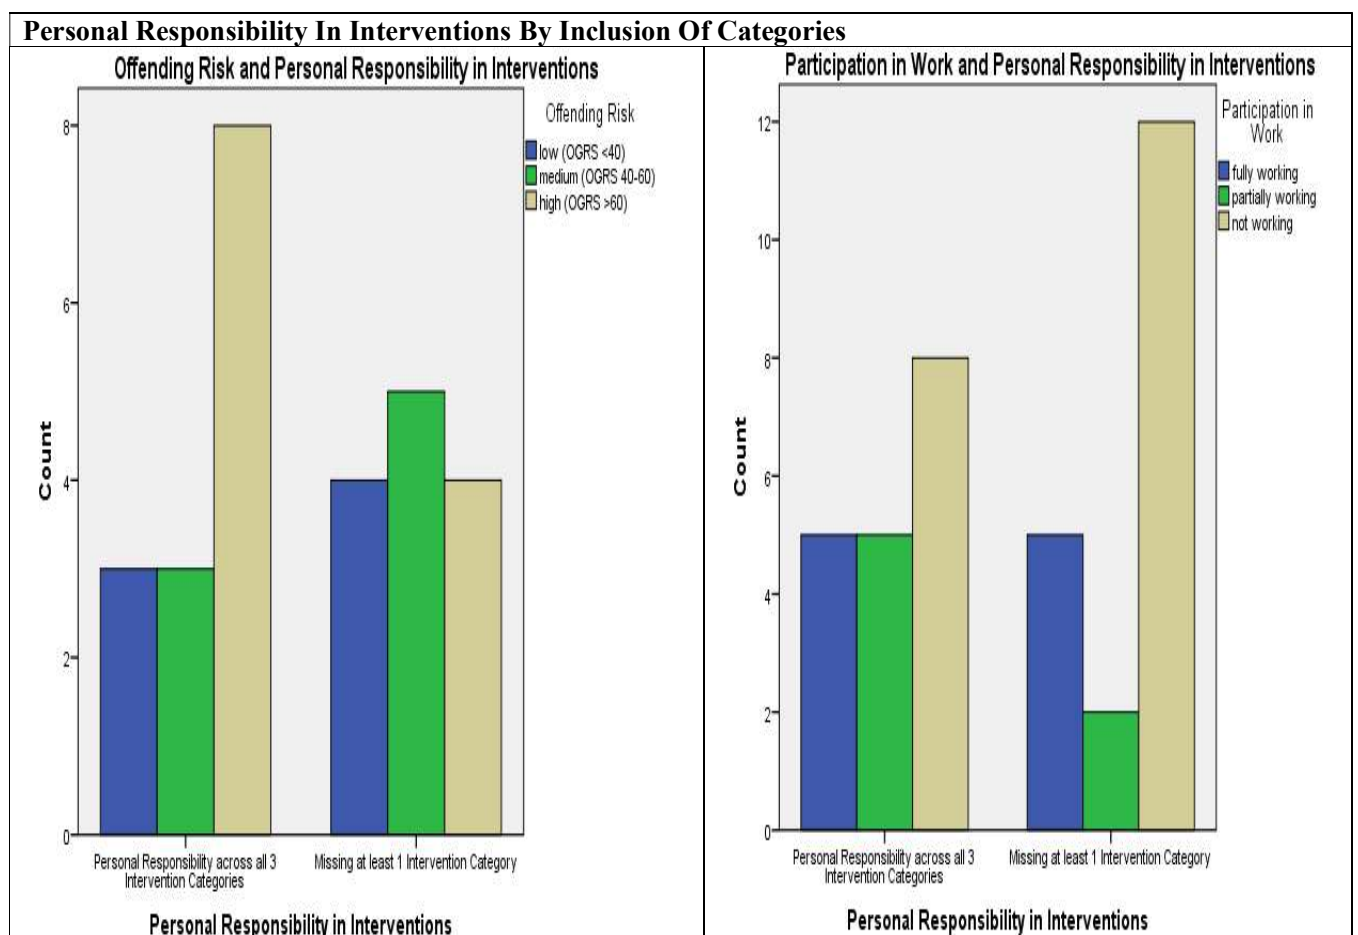 Personal Responsibility In Interventions By Inclusion Of Categories
Offending Risk and Personal Responsibility in Interventions
Offending Risk
low (OGRS <40)
medium (OGRS 40-60)
high (OGRS >60)
8
6
4
2
0
Count
Personal Responsibility across all 3
Intervention Categories
Missing at least 1 Intervention Category
Personal Responsibility in Interventions
Participation in Work and Personal Responsibility in Interventions
Participation in
Work
fully working
partially working
not working
12
10
8
6
4
2
0
Count
Personal Responsibility across all 3
Intervention Categories
Missing at least 1 Intervention Category
Personal Responsibility in Interventions